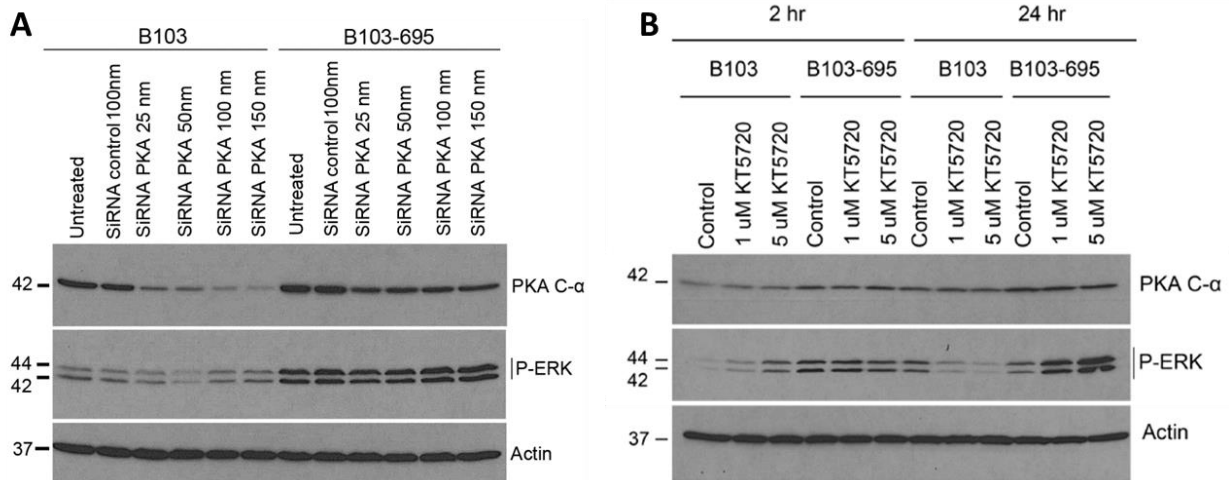 A
B103
B103-695
Untreated
SiRNA control 100nm
SiRNA PKA 25 nm
SiRNA PKA 50nm
SiRNA PKA 100 nm
SiRNA PKA 150 nm
Untreated
SiRNA control 100nm
SiRNA PKA 25 nm
SiRNA PKA 50nm
SiRNA PKA 100 nm
SiRNA PKA 150 nm
42
PKA C-α
44
42
P-ERK
37
Actin
B
2 hr
24 hr
B103
B103-695
B103
B103-695
Control
1 uM KT5720
5 uM KT5720
Control
1 uM KT5720
5 uM KT5720
Control
1 uM KT5720
5 uM KT5720
Control
1 uM KT5720
5 uM KT5720
42
PKA C-α
44
42
P-ERK
37
Actin